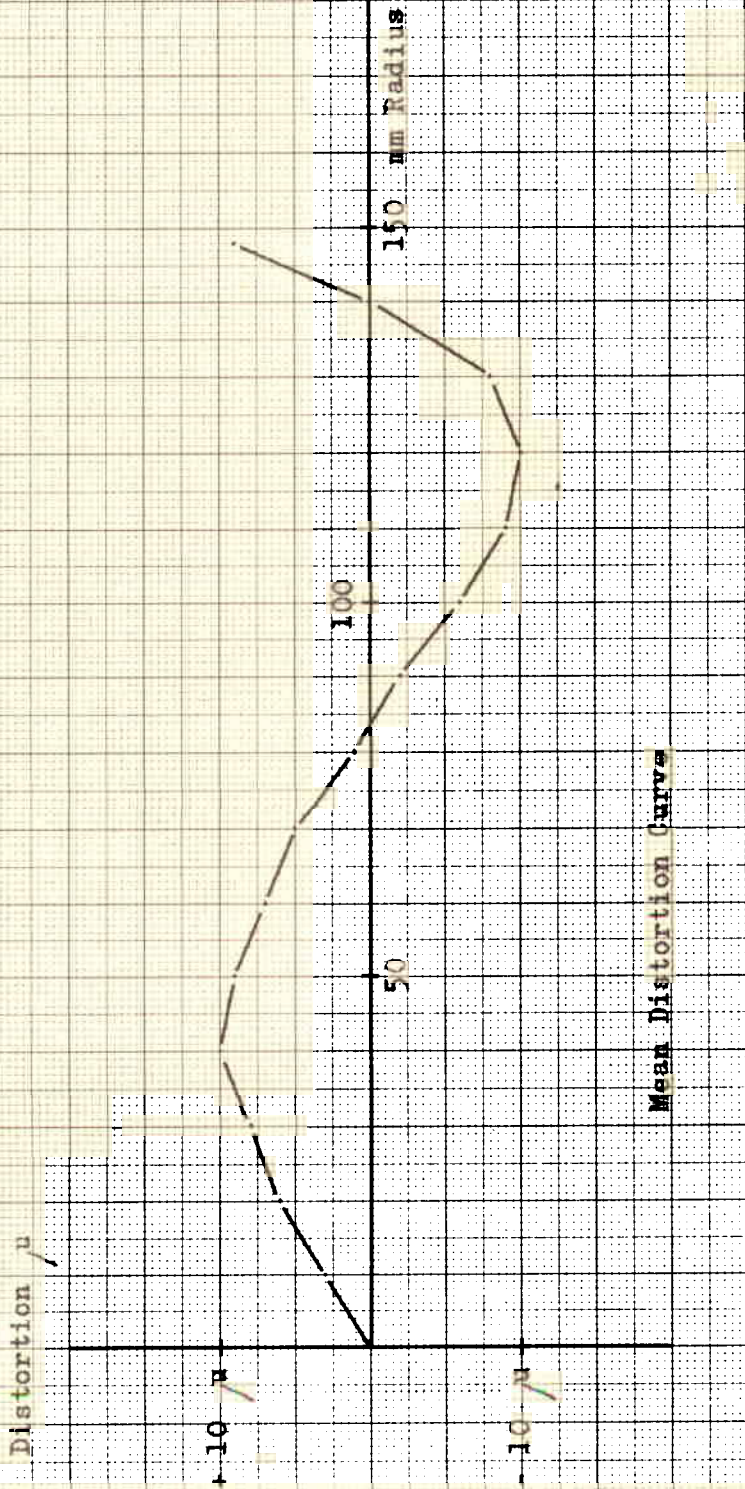 Distortion µ
+ 10 µ
- 10 µ
50
100
150 mm Radius
Mean Distortion Curve